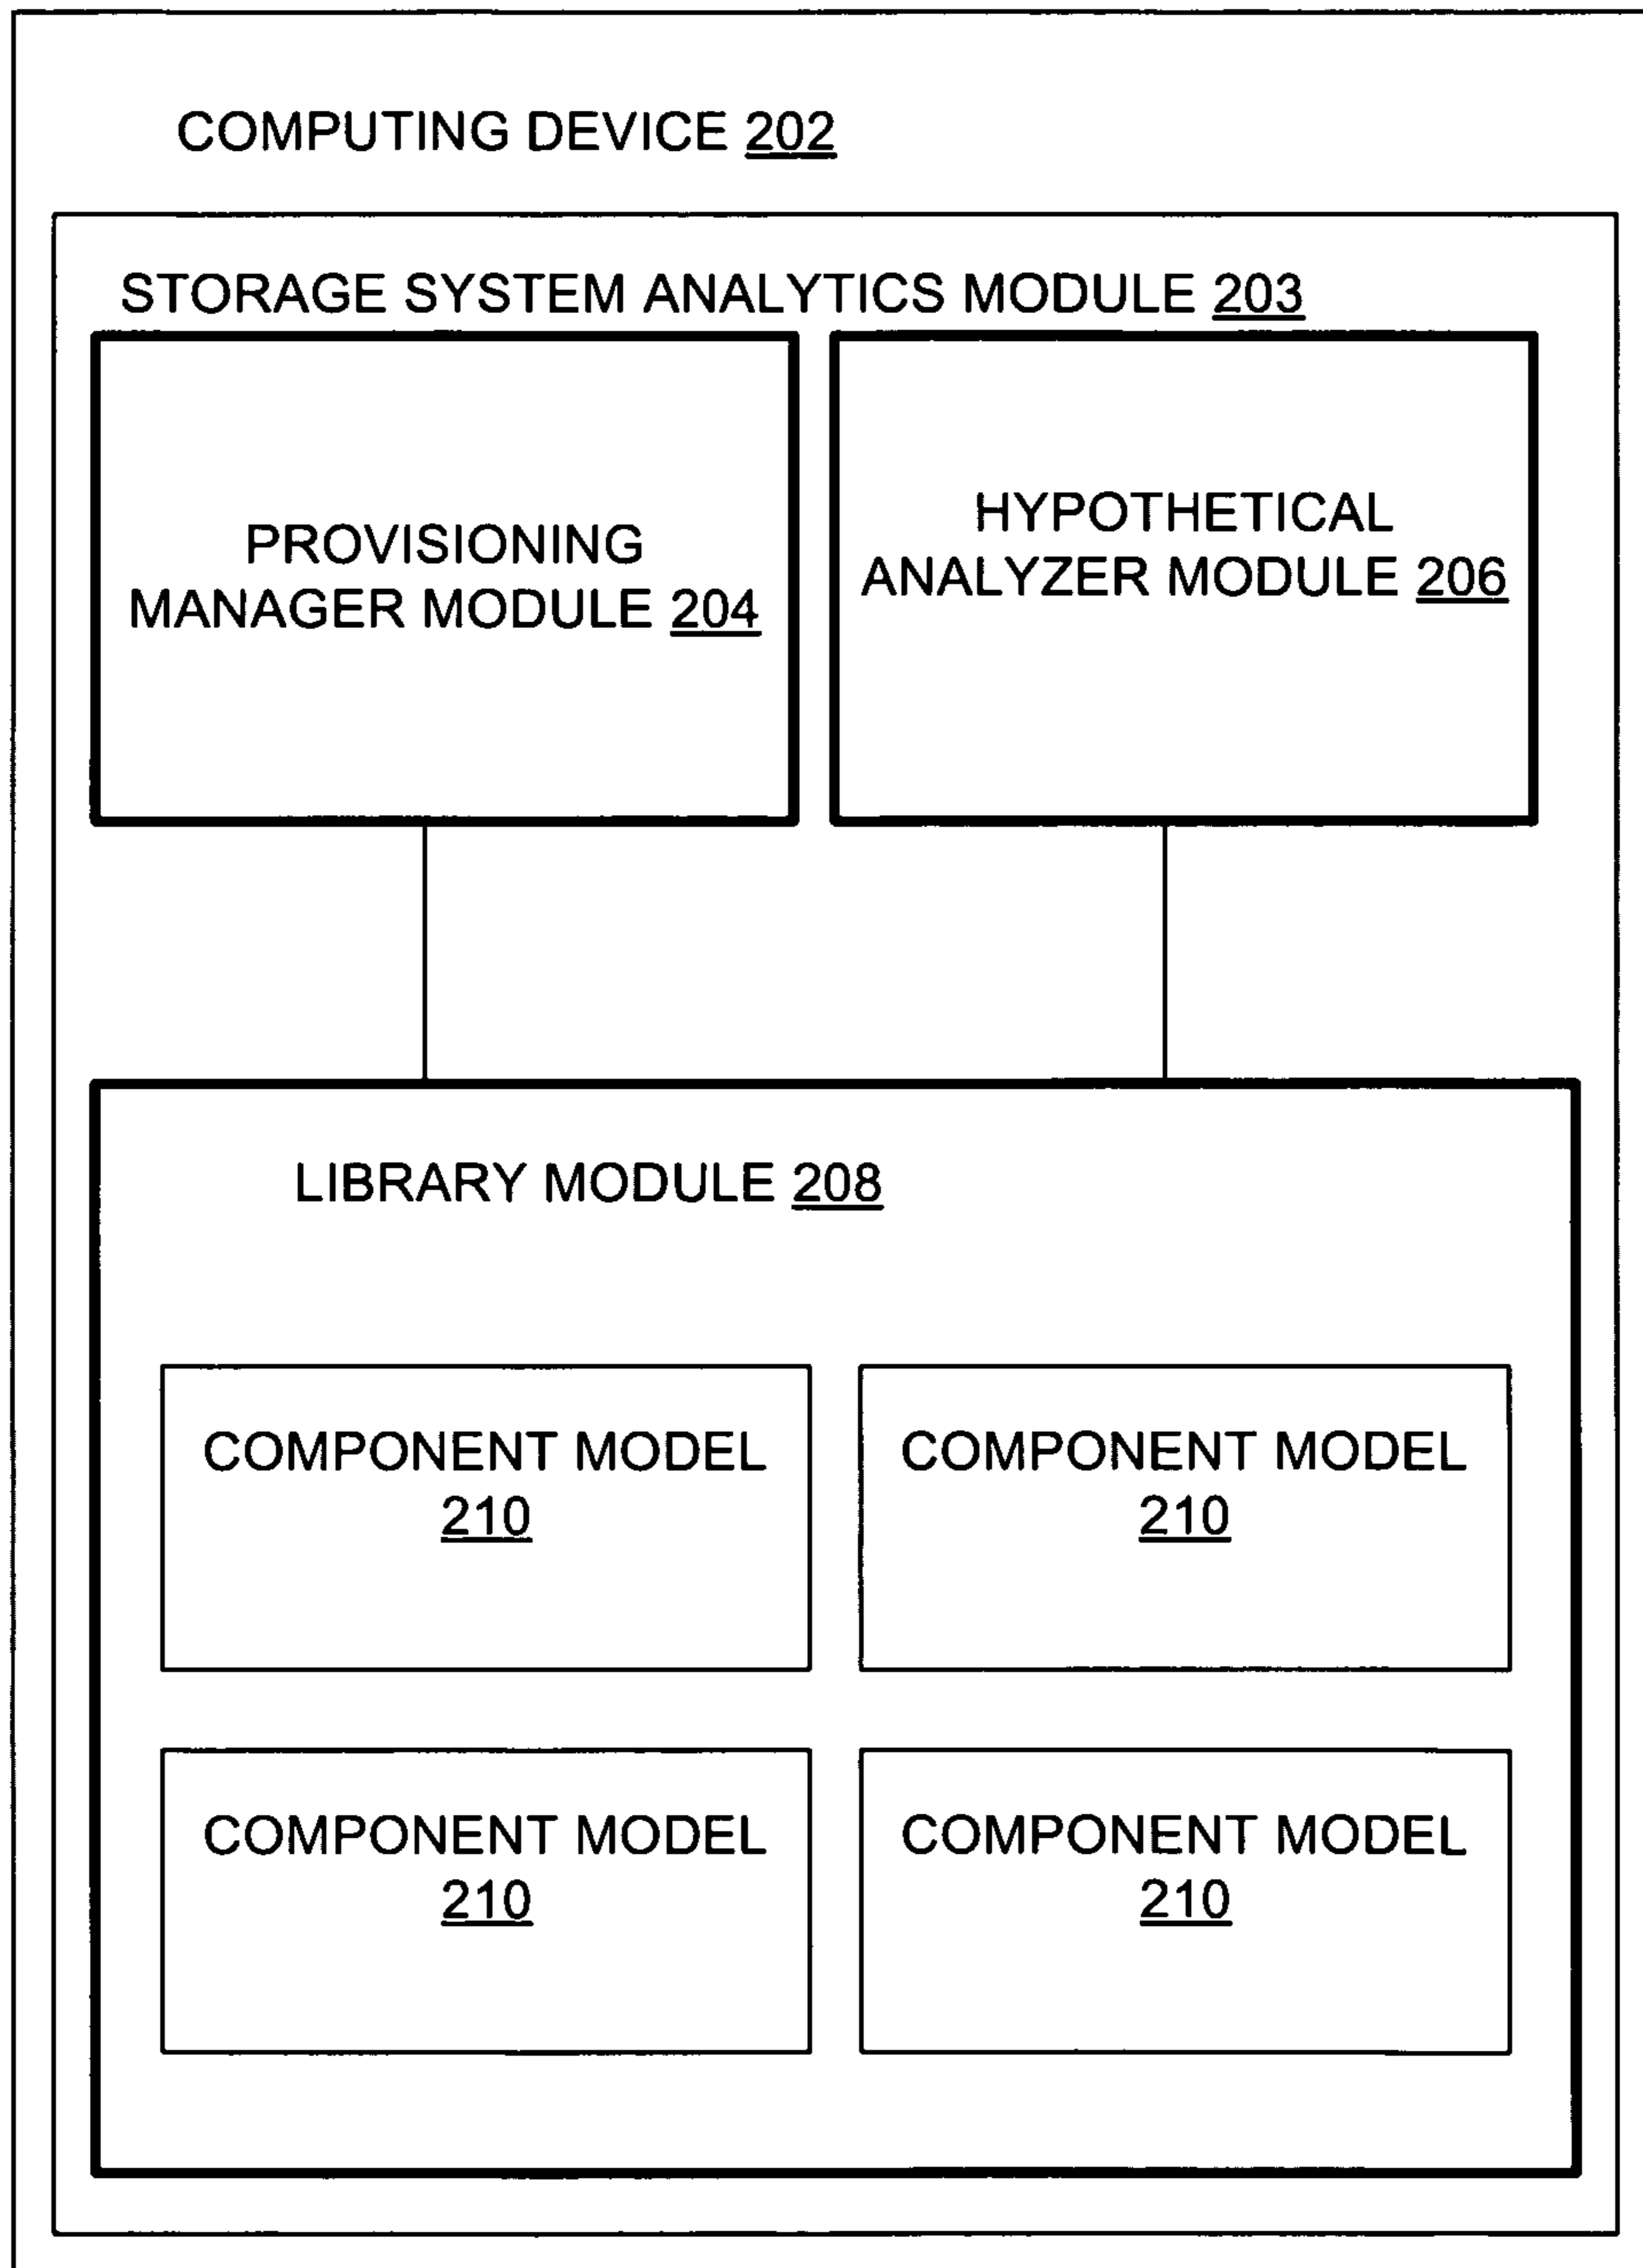 COMPUTING DEVICE 202
STORAGE SYSTEM ANALYTICS MODULE 203
PROVISIONING
MANAGER MODULE 204
HYPOTHETICAL
ANALYZER MODULE 206
LIBRARY MODULE 208
COMPONENT MODEL
210
COMPONENT MODEL
210
COMPONENT MODEL
210
COMPONENT MODEL
210